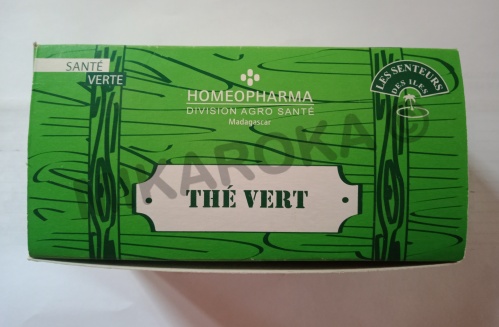 SANTÉ
VERTE
HOMEOPHARMA
DIVISION AGRO SANTÉ
Madagascar
LES SENTEURS
DES ILES
THÉ VERT